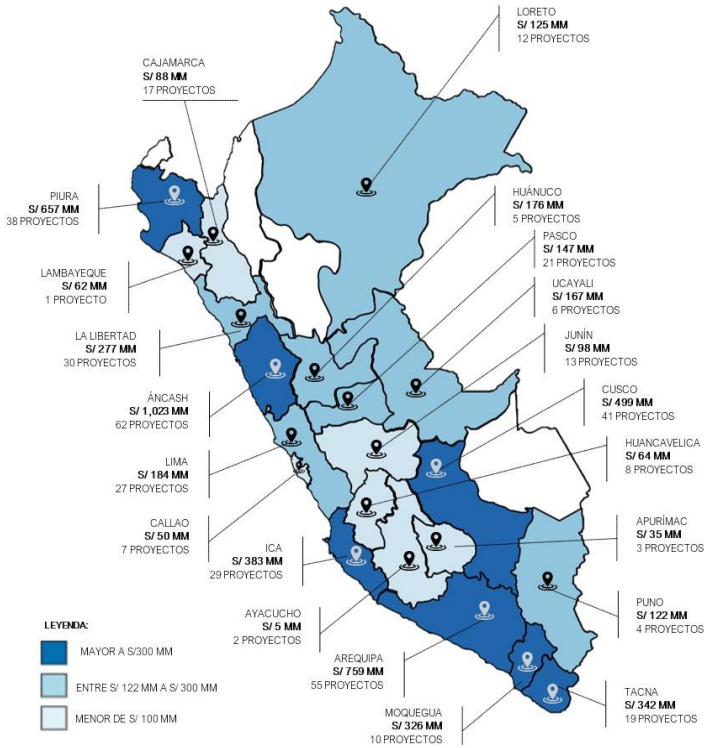 LORETO
S/ 125 MM
12 PROYECTOS
CAJAMARCA
S/ 88 MM
17 PROYECTOS
PIURA
S/ 657 MM
38 PROYECTOS
HUÁNUCO
S/ 176 MM
5 PROYECTOS
PASCO
S/ 147 MM
21 PROYECTOS
LAMBAYEQUE
S/ 62 MM
1 PROYECTO
UCAYALI
S/ 167 MM
6 PROYECTOS
LA LIBERTAD
S/ 277 MM
30 PROYECTOS
JUNÍN
S/ 98 MM
13 PROYECTOS
ÁNCASH
S/ 1,023 MM
62 PROYECTOS
CUSCO
S/ 499 MM
41 PROYECTOS
HUANCAVELICA
S/ 64 MM
8 PROYECTOS
LIMA
S/ 184 MM
27 PROYECTOS
CALLAO
S/ 50 MM
7 PROYECTOS
APURÍMAC
S/ 35 MM
3 PROYECTOS
ICA
S/ 383 MM
29 PROYECTOS
PUNO
S/ 122 MM
4 PROYECTOS
AYACUCHO
S/ 5 MM
2 PROYECTOS
AREQUIPA
S/ 759 MM
55 PROYECTOS
TACNA
S/ 342 MM
19 PROYECTOS
MOQUEGUA
S/ 326 MM
10 PROYECTOS
LEYENDA:
MAYOR A S/300 MM
ENTRE S/ 122 MM A S/ 300 MM
MENOR DE S/ 100 MM